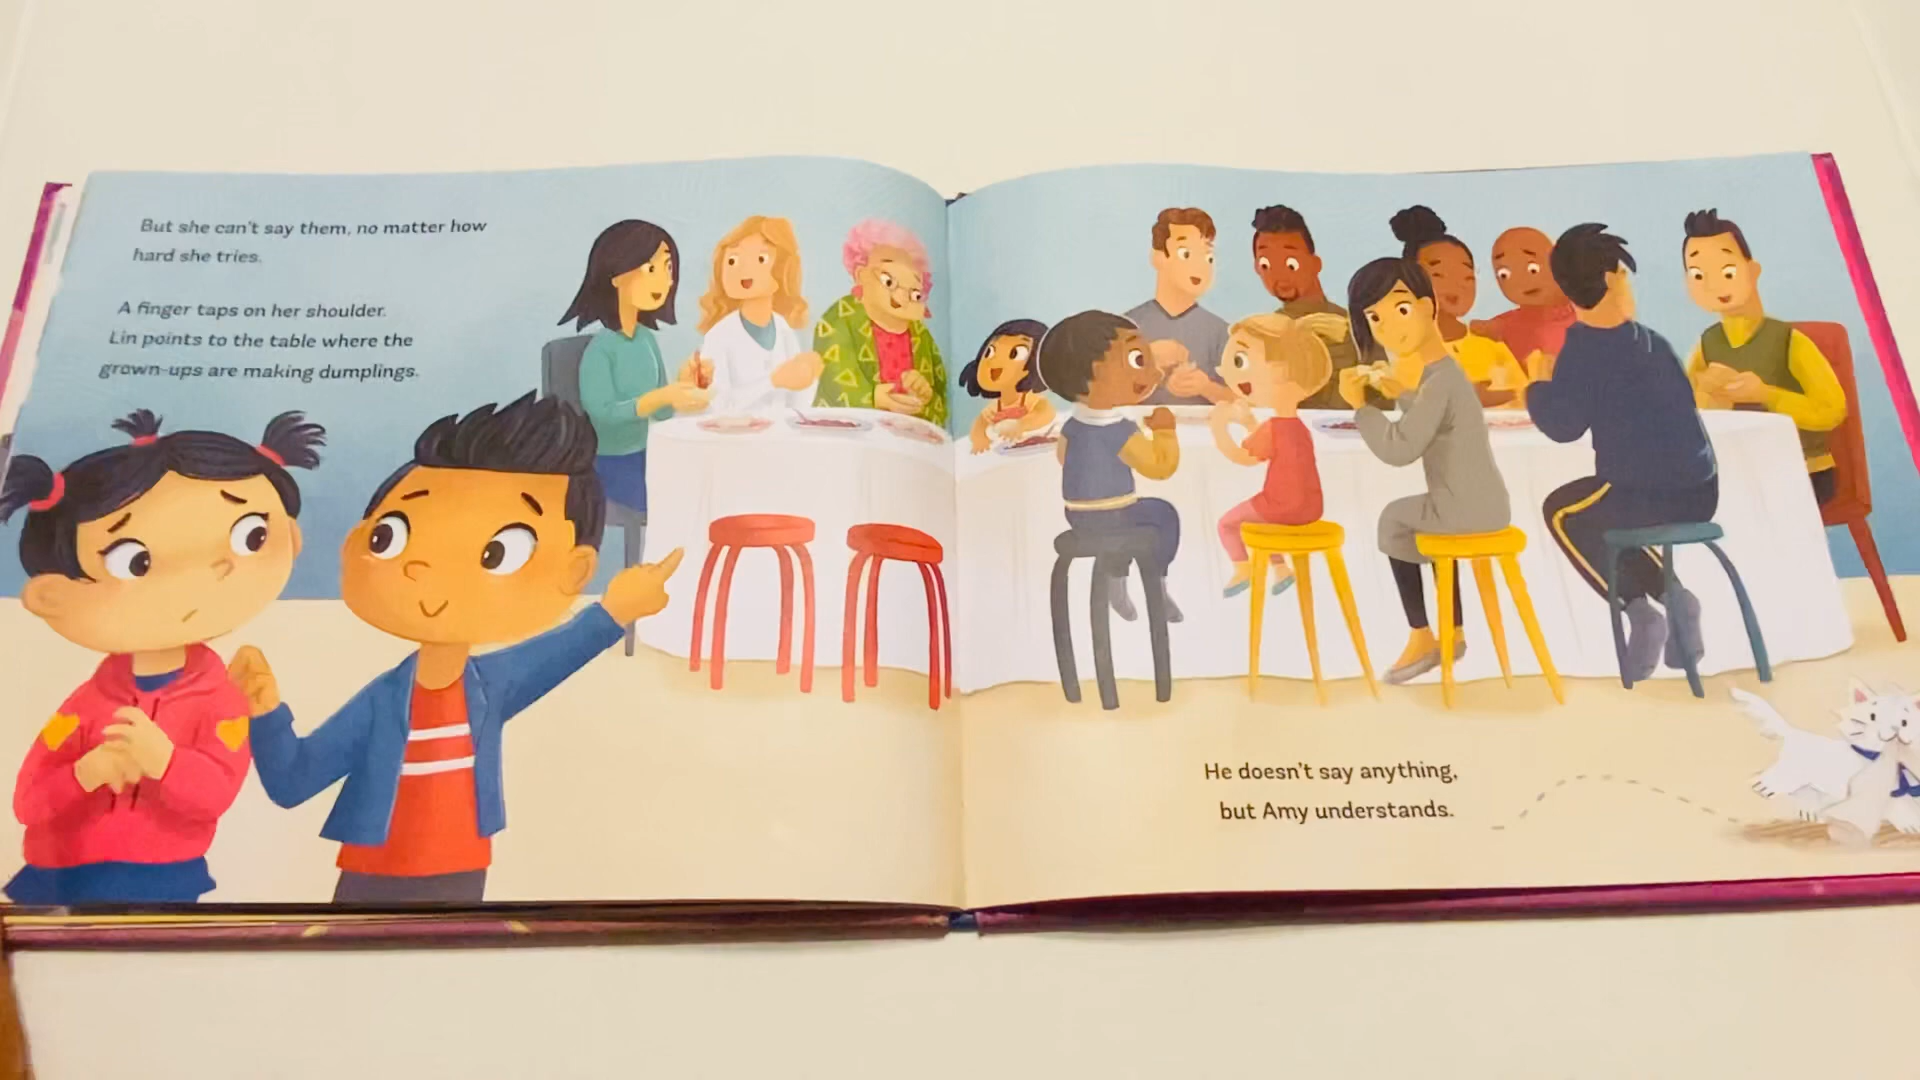 But she can't say them, no matter how
hard she tries.
A finger taps on her shoulder.
Lin points to the table where the
grown-ups are making dumplings.
He doesn't say anything,
but Amy understands.